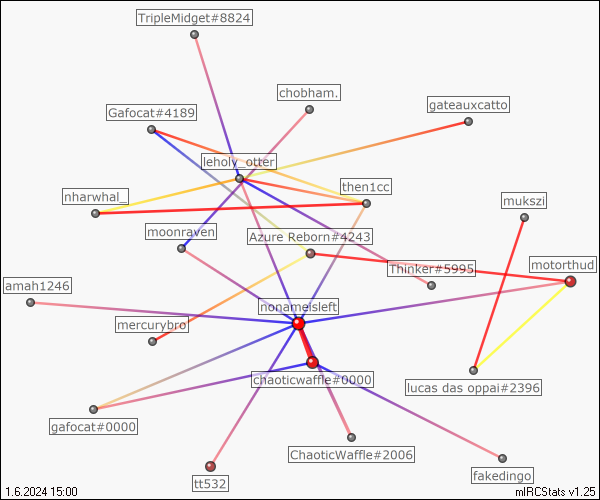 TripleMidget#8824
chobham.
gateauxcatto
Gafocat#4189
leholy_otter
then1cc
nharwhal_
mukszi
moonraven
Azure Reborn#4243
Thinker#5995
motorthud
amah1246
nonameisleft
mercurybro
chaoticwaffle#0000
lucas das oppai#2396
gafocat#0000
ChaoticWaffle#2006
fakedingo
tt532
1.6.2024 15:00
mIRCStats v1.25